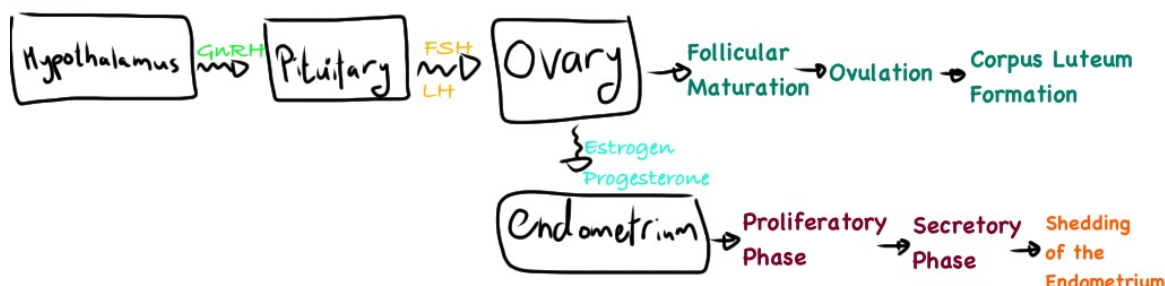 Hypothalamus
GnRH
Pituitary
FSH
LH
Ovary
Follicular
Maturation
Ovulation
Corpus Luteum
Formation
Estrogen
Progesterone
Endometrium
Proliferatory
Phase
Secretory
Phase
Shedding
of the
Endometrium